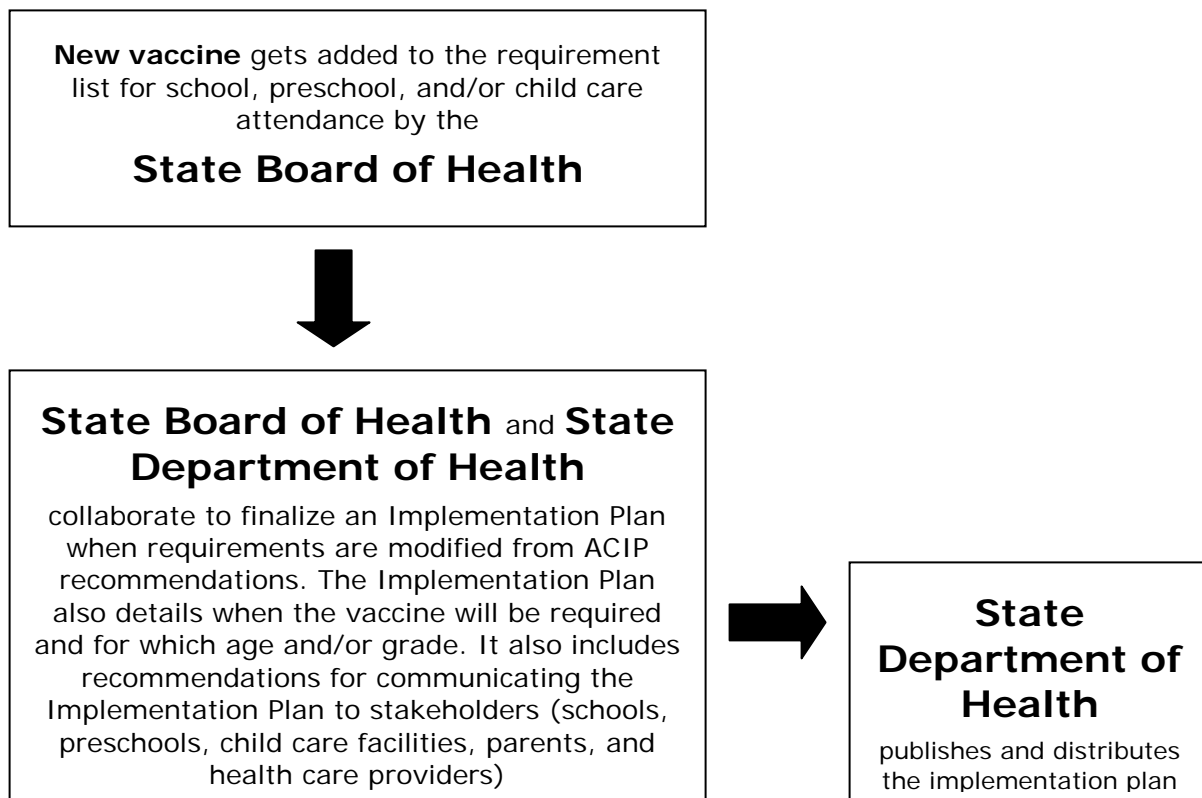 New vaccine gets added to the requirement
list for school, preschool, and/or child care
attendance by the
State Board of Health
State Board of Health and State
Department of Health
collaborate to finalize an Implementation Plan
when requirements are modified from ACIP
recommendations. The Implementation Plan
also details when the vaccine will be required
and for which age and/or grade. It also includes
recommendations for communicating the
Implementation Plan to stakeholders (schools,
preschools, child care facilities, parents, and
health care providers)
State
Department of
Health
publishes and distributes
the implementation plan